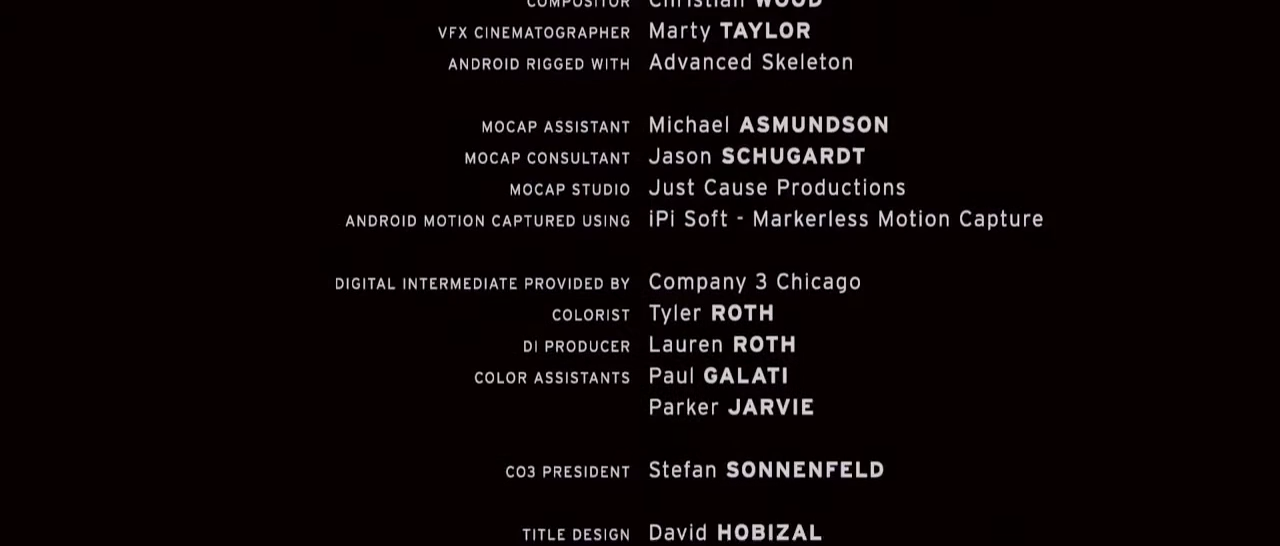 COMPOSITOR Christian WOOD
VFX CINEMATOGRAPHER Marty TAYLOR
ANDROID RIGGED WITH Advanced Skeleton
MOCAP ASSISTANT Michael ASMUNDSON
MOCAP CONSULTANT Jason SCHUGARDT
MOCAP STUDIO Just Cause Productions
ANDROID MOTION CAPTURED USING iPi Soft - Markerless Motion Capture
DIGITAL INTERMEDIATE PROVIDED BY Company 3 Chicago
COLORIST Tyler ROTH
DI PRODUCER Lauren ROTH
COLOR ASSISTANTS Paul GALATI
Parker JARVIE
CO3 PRESIDENT Stefan SONNENFELD
TITLE DESIGN David HOBIZAL